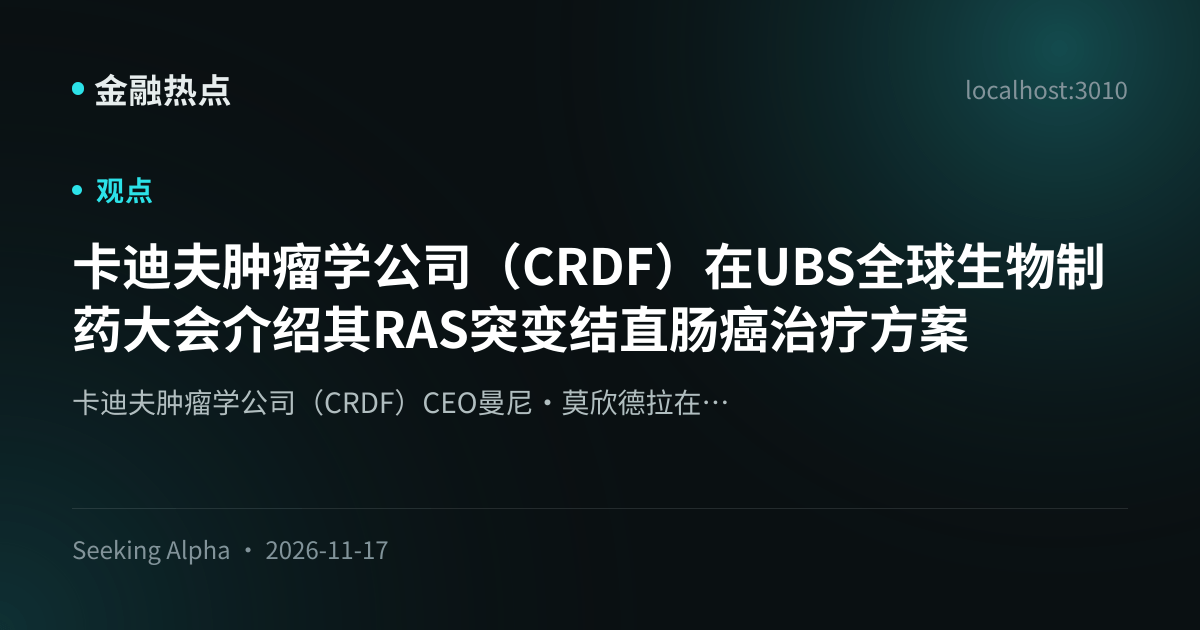 金融热点
localhost:3010
观点
卡迪夫肿瘤学公司（CRDF）在UBS全球生物制
药大会介绍其RAS突变结直肠癌治疗方案
卡迪夫肿瘤学公司（CRDF）CEO曼尼·莫欣德拉在…
Seeking Alpha · 2026-11-17